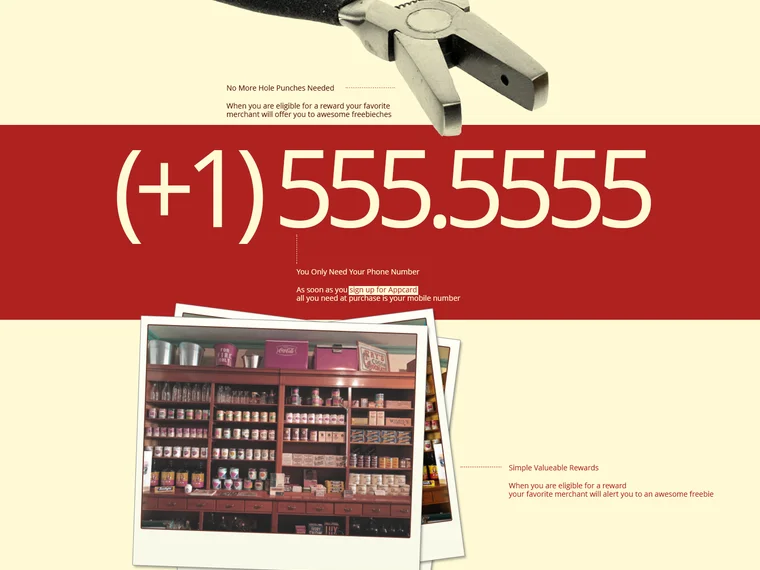 No More Hole Punches Needed
When you are eligible for a reward your favorite
merchant will offer you to awesome freebieches
(+1) 555.5555
You Only Need Your Phone Number
As soon as you sign up for Appcard
all you need at purchase is your mobile number
Simple Valueable Rewards
When you are eligible for a reward
your favorite merchant will alert you to an awesome freebie